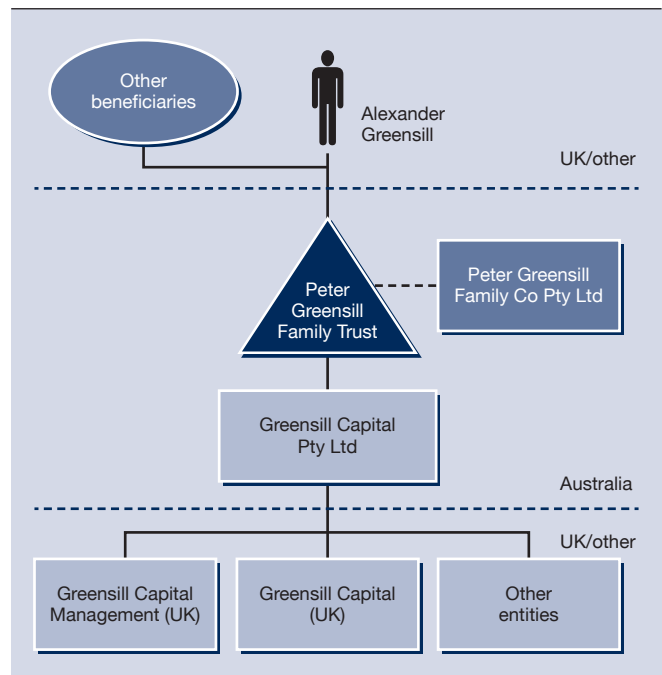 Other
beneficiaries
Alexander
Greensill
UK/other
Peter
Greensill
Family Trust
Peter Greensill
Family Co Pty Ltd
Greensill Capital
Pty Ltd
Australia
UK/other
Greensill Capital
Management (UK)
Greensill Capital
(UK)
Other
entities